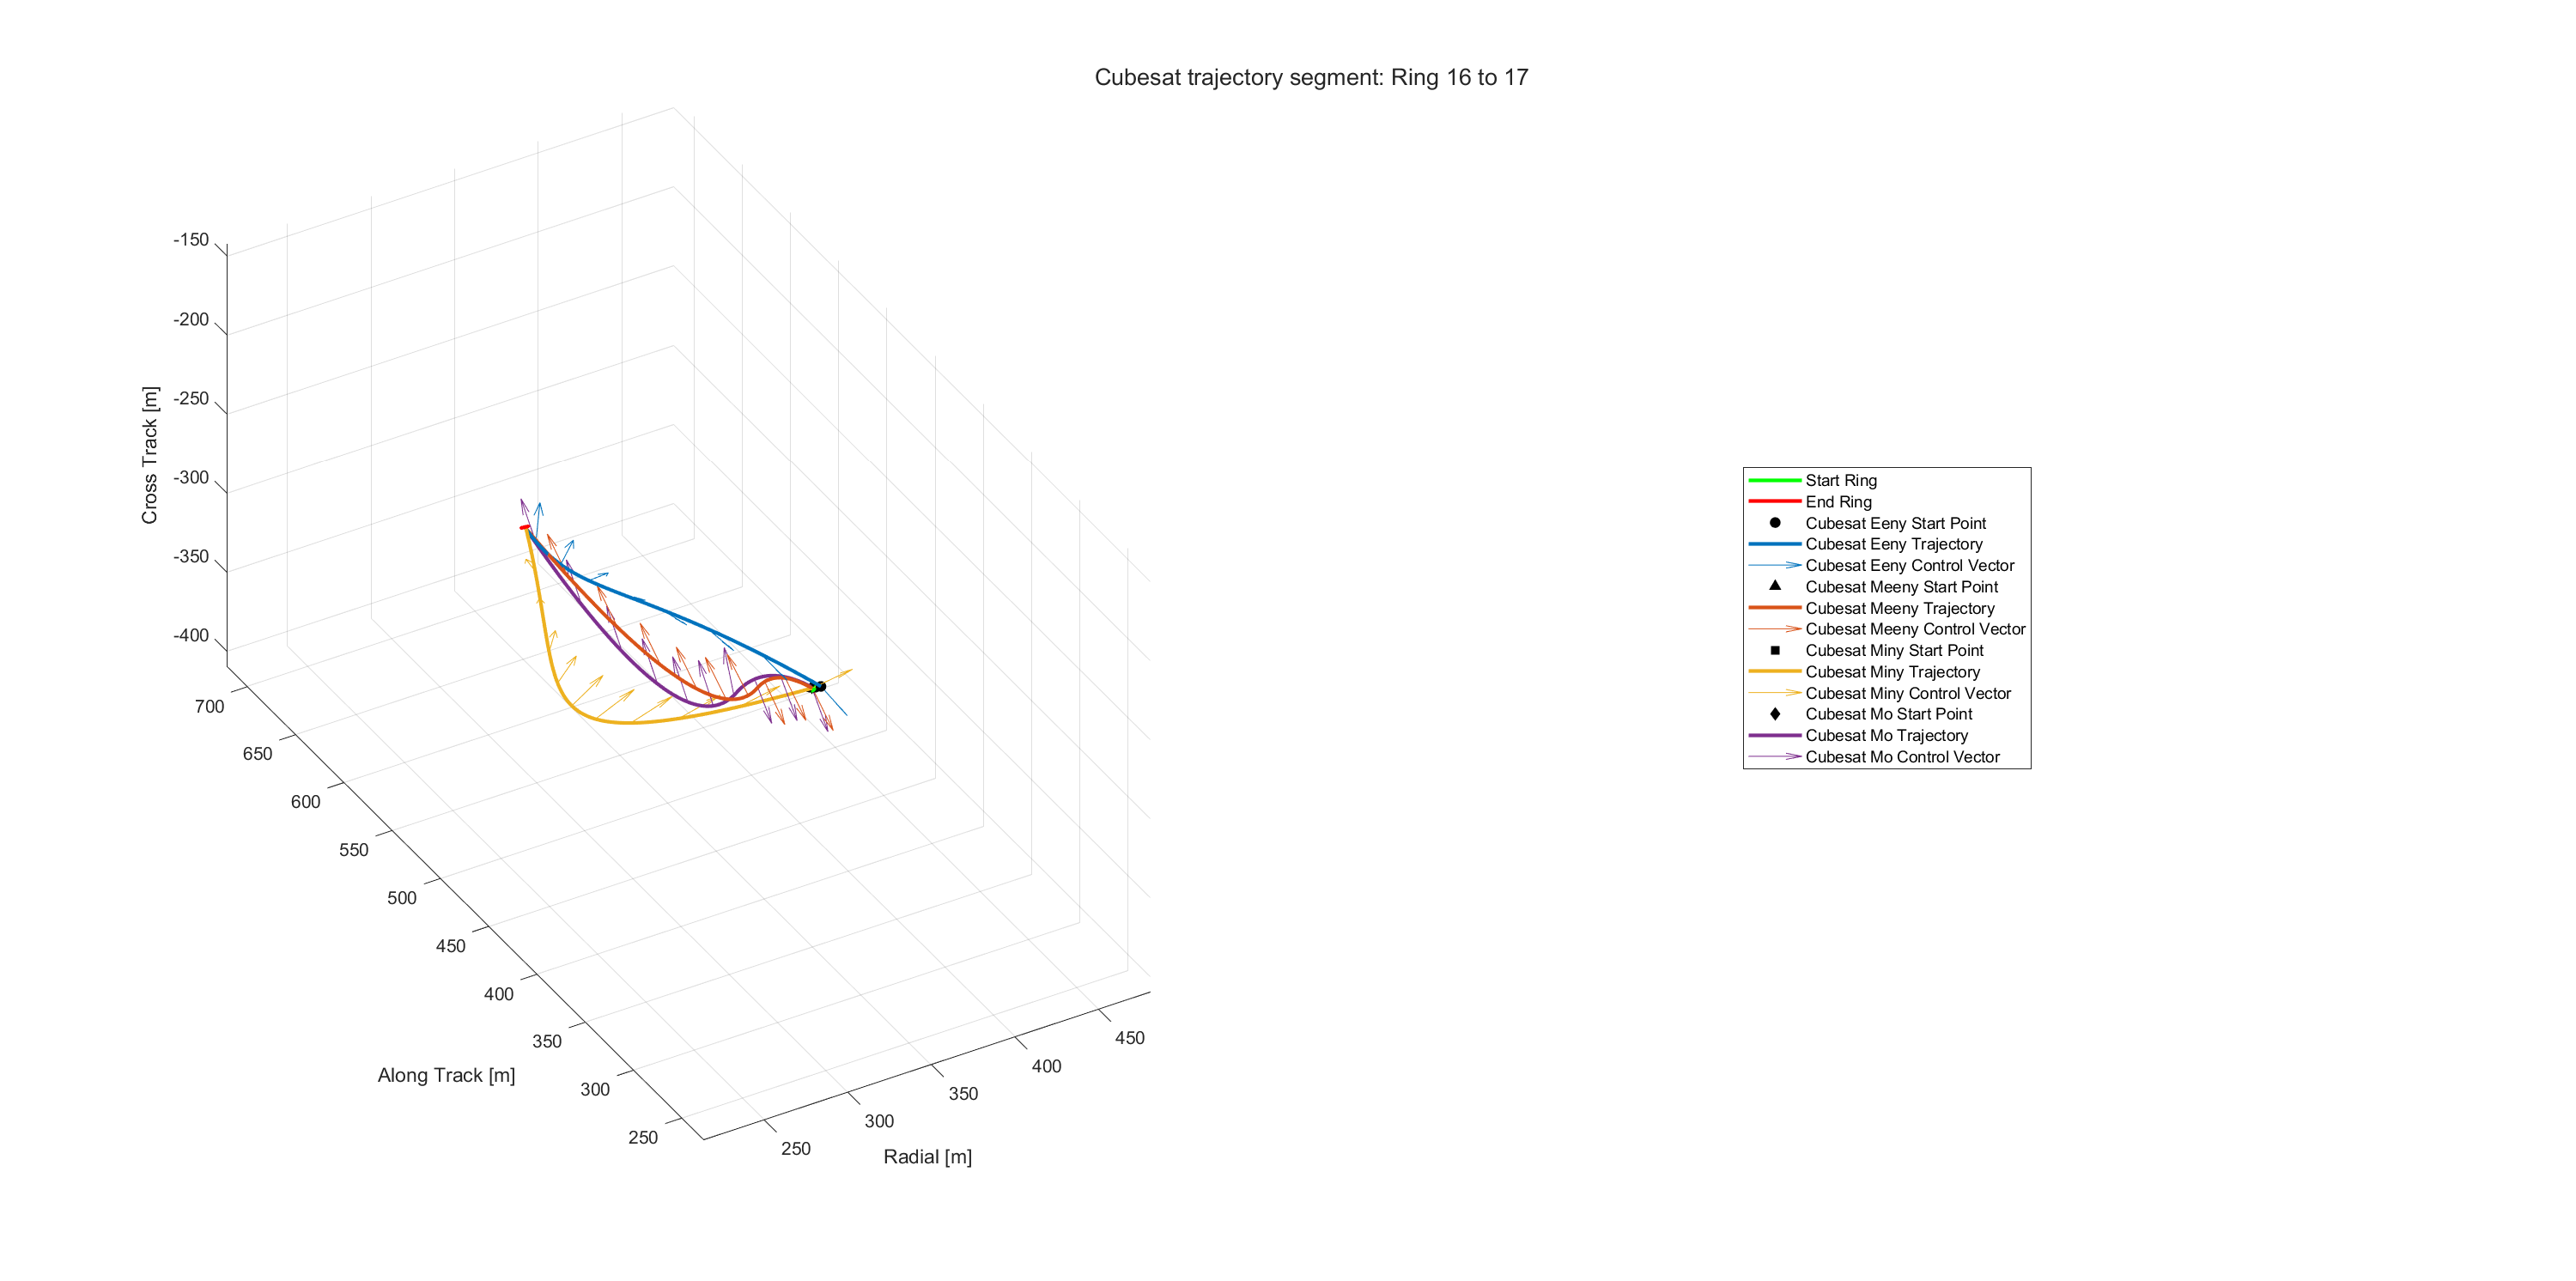 Cubesat trajectory segment: Ring 16 to 17
-150
-200
-250
-300
-350
-400
Cross Track [m]
700
650
600
550
500
450
400
350
300
250
Along Track [m]
250
300
350
400
450
Radial [m]
Start Ring
End Ring
Cubesat Eeny Start Point
Cubesat Eeny Trajectory
Cubesat Eeny Control Vector
Cubesat Meeny Start Point
Cubesat Meeny Trajectory
Cubesat Meeny Control Vector
Cubesat Miny Start Point
Cubesat Miny Trajectory
Cubesat Miny Control Vector
Cubesat Mo Start Point
Cubesat Mo Trajectory
Cubesat Mo Control Vector